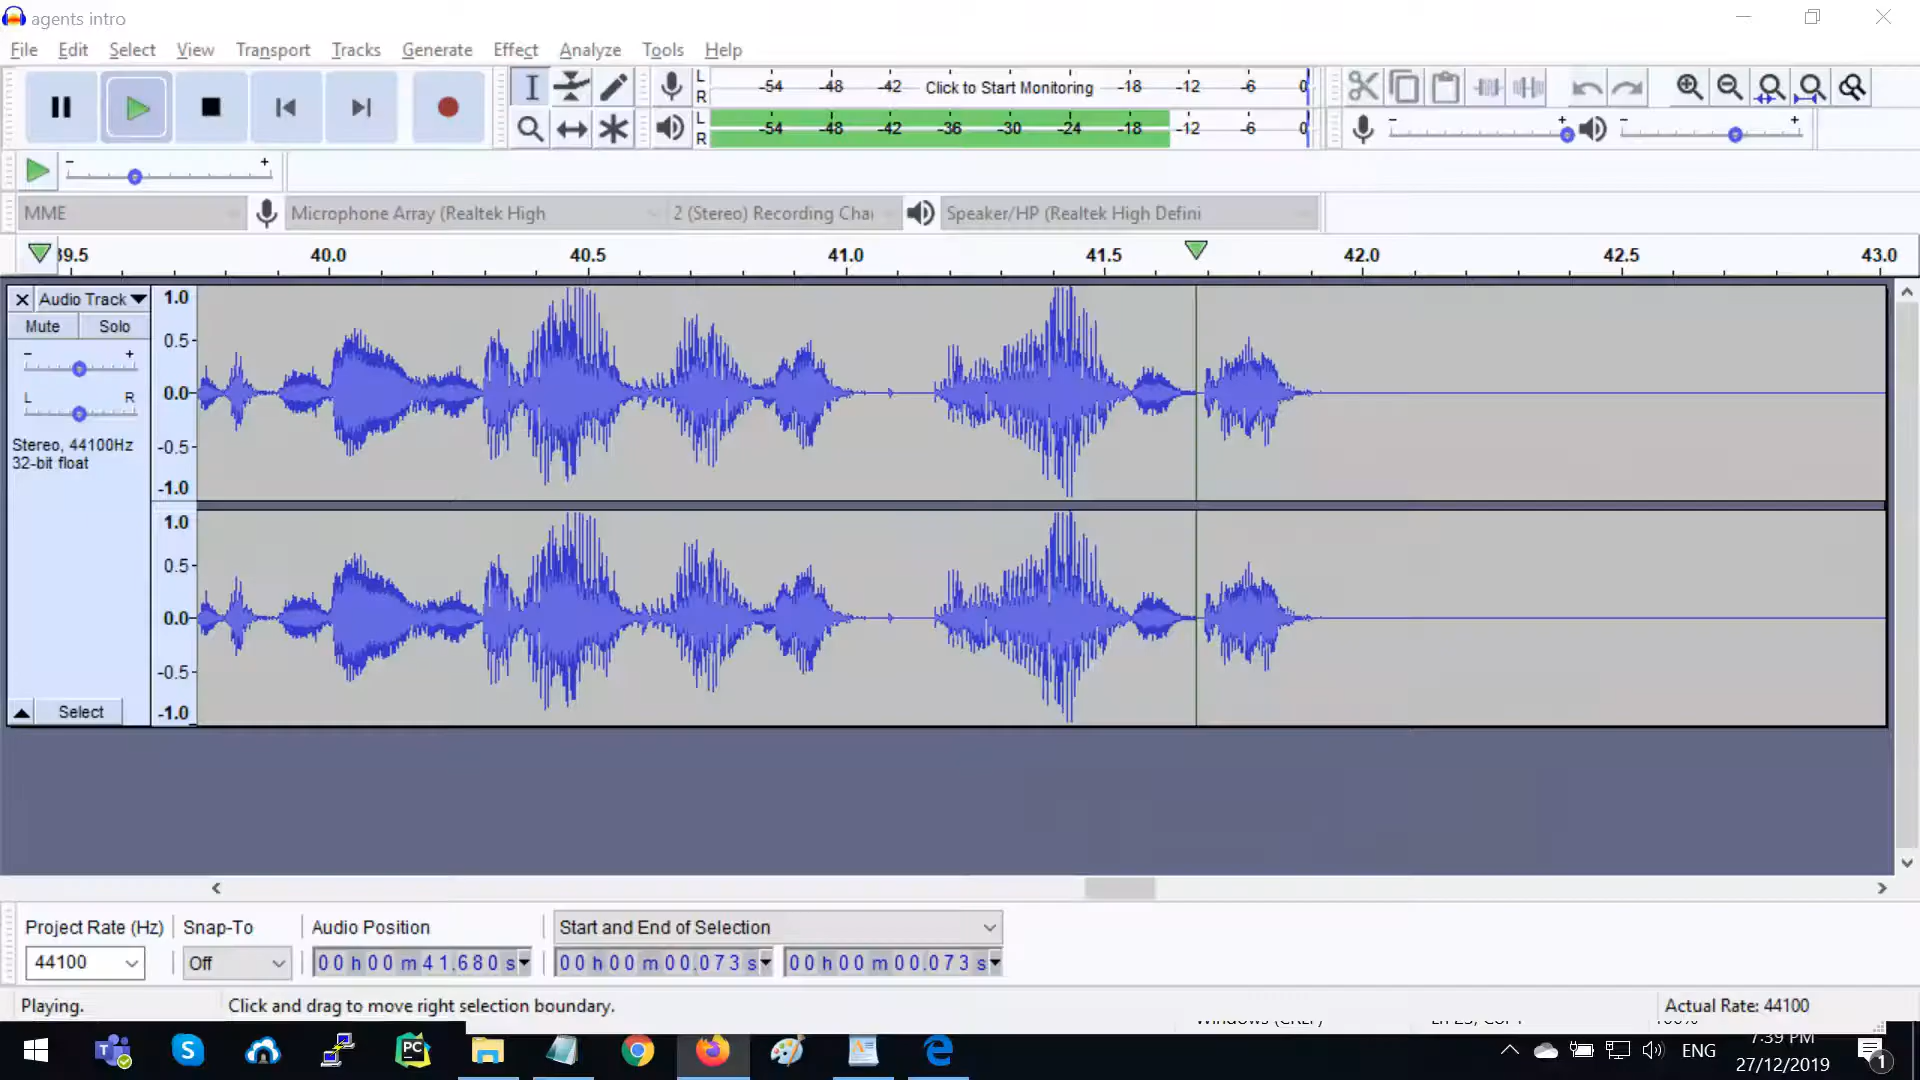 agents intro
File Edit Select View Transport Tracks Generate Effect Analyze Tools Help
L R -54 -48 -42 Click to Start Monitoring -18 -12 -6 0
L R -54 -48 -42 -36 -30 -24 -18 -12 -6 0
- +
- +
- +
MME Microphone Array (Realtek High 2 (Stereo) Recording Chai Speaker/HP (Realtek High Defini
39.5 40.0 40.5 41.0 41.5 42.0 42.5 43.0
Audio Track
Mute Solo
- +
L R
Stereo, 44100Hz
32-bit float
Select
1.0
0.5
0.0
-0.5
-1.0
1.0
0.5
0.0
-0.5
-1.0
Project Rate (Hz) Snap-To Audio Position Start and End of Selection
44100 Off 00 h 00 m 41.680 s 00 h 00 m 00.073 s 00 h 00 m 00.073 s
Playing. Click and drag to move right selection boundary. Actual Rate: 44100
ENG
7:39 PM
27/12/2019
1